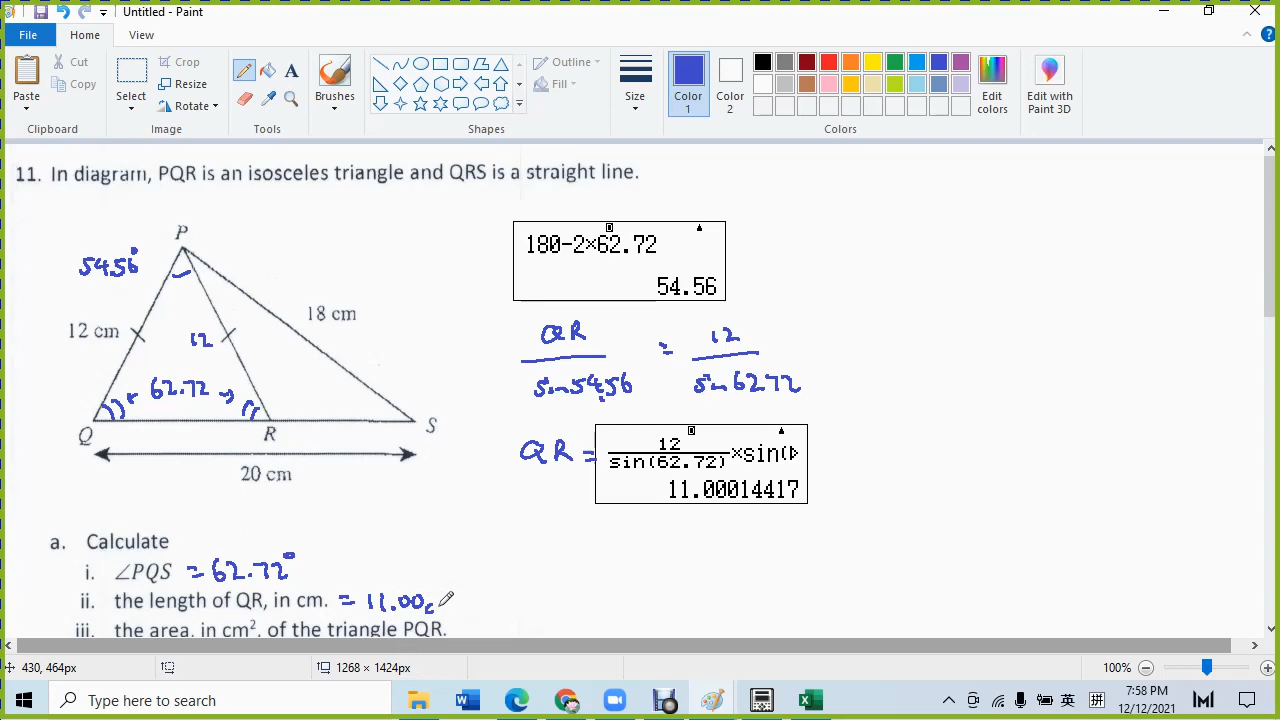 Untitled - Paint
File
Home
View
Paste
Cut
Copy
Clipboard
Select
Crop
Resize
Rotate
Image
A
Tools
Brushes
Shapes
Outline
Fill
Size
Color
1
Color
2
Edit
colors
Edit with
Paint 3D
Colors
11. In diagram, PQR is an isosceles triangle and QRS is a straight line.
P
54.56°
12 cm
12
18 cm
62.72
Q
R
S
20 cm
180-2×62.72
54.56
QR
sin54.56
=
12
sin 62.72
QR =
12
sin(62.72)
×sin(
11.00014417
a. Calculate
i. ∠PQS = 62.72°
ii. the length of QR, in cm. = 11.00c
iii. the area, in cm², of the triangle PQR.
430, 464px
1268 × 1424px
100%
Type here to search
英
拼
7:58 PM
12/12/2021